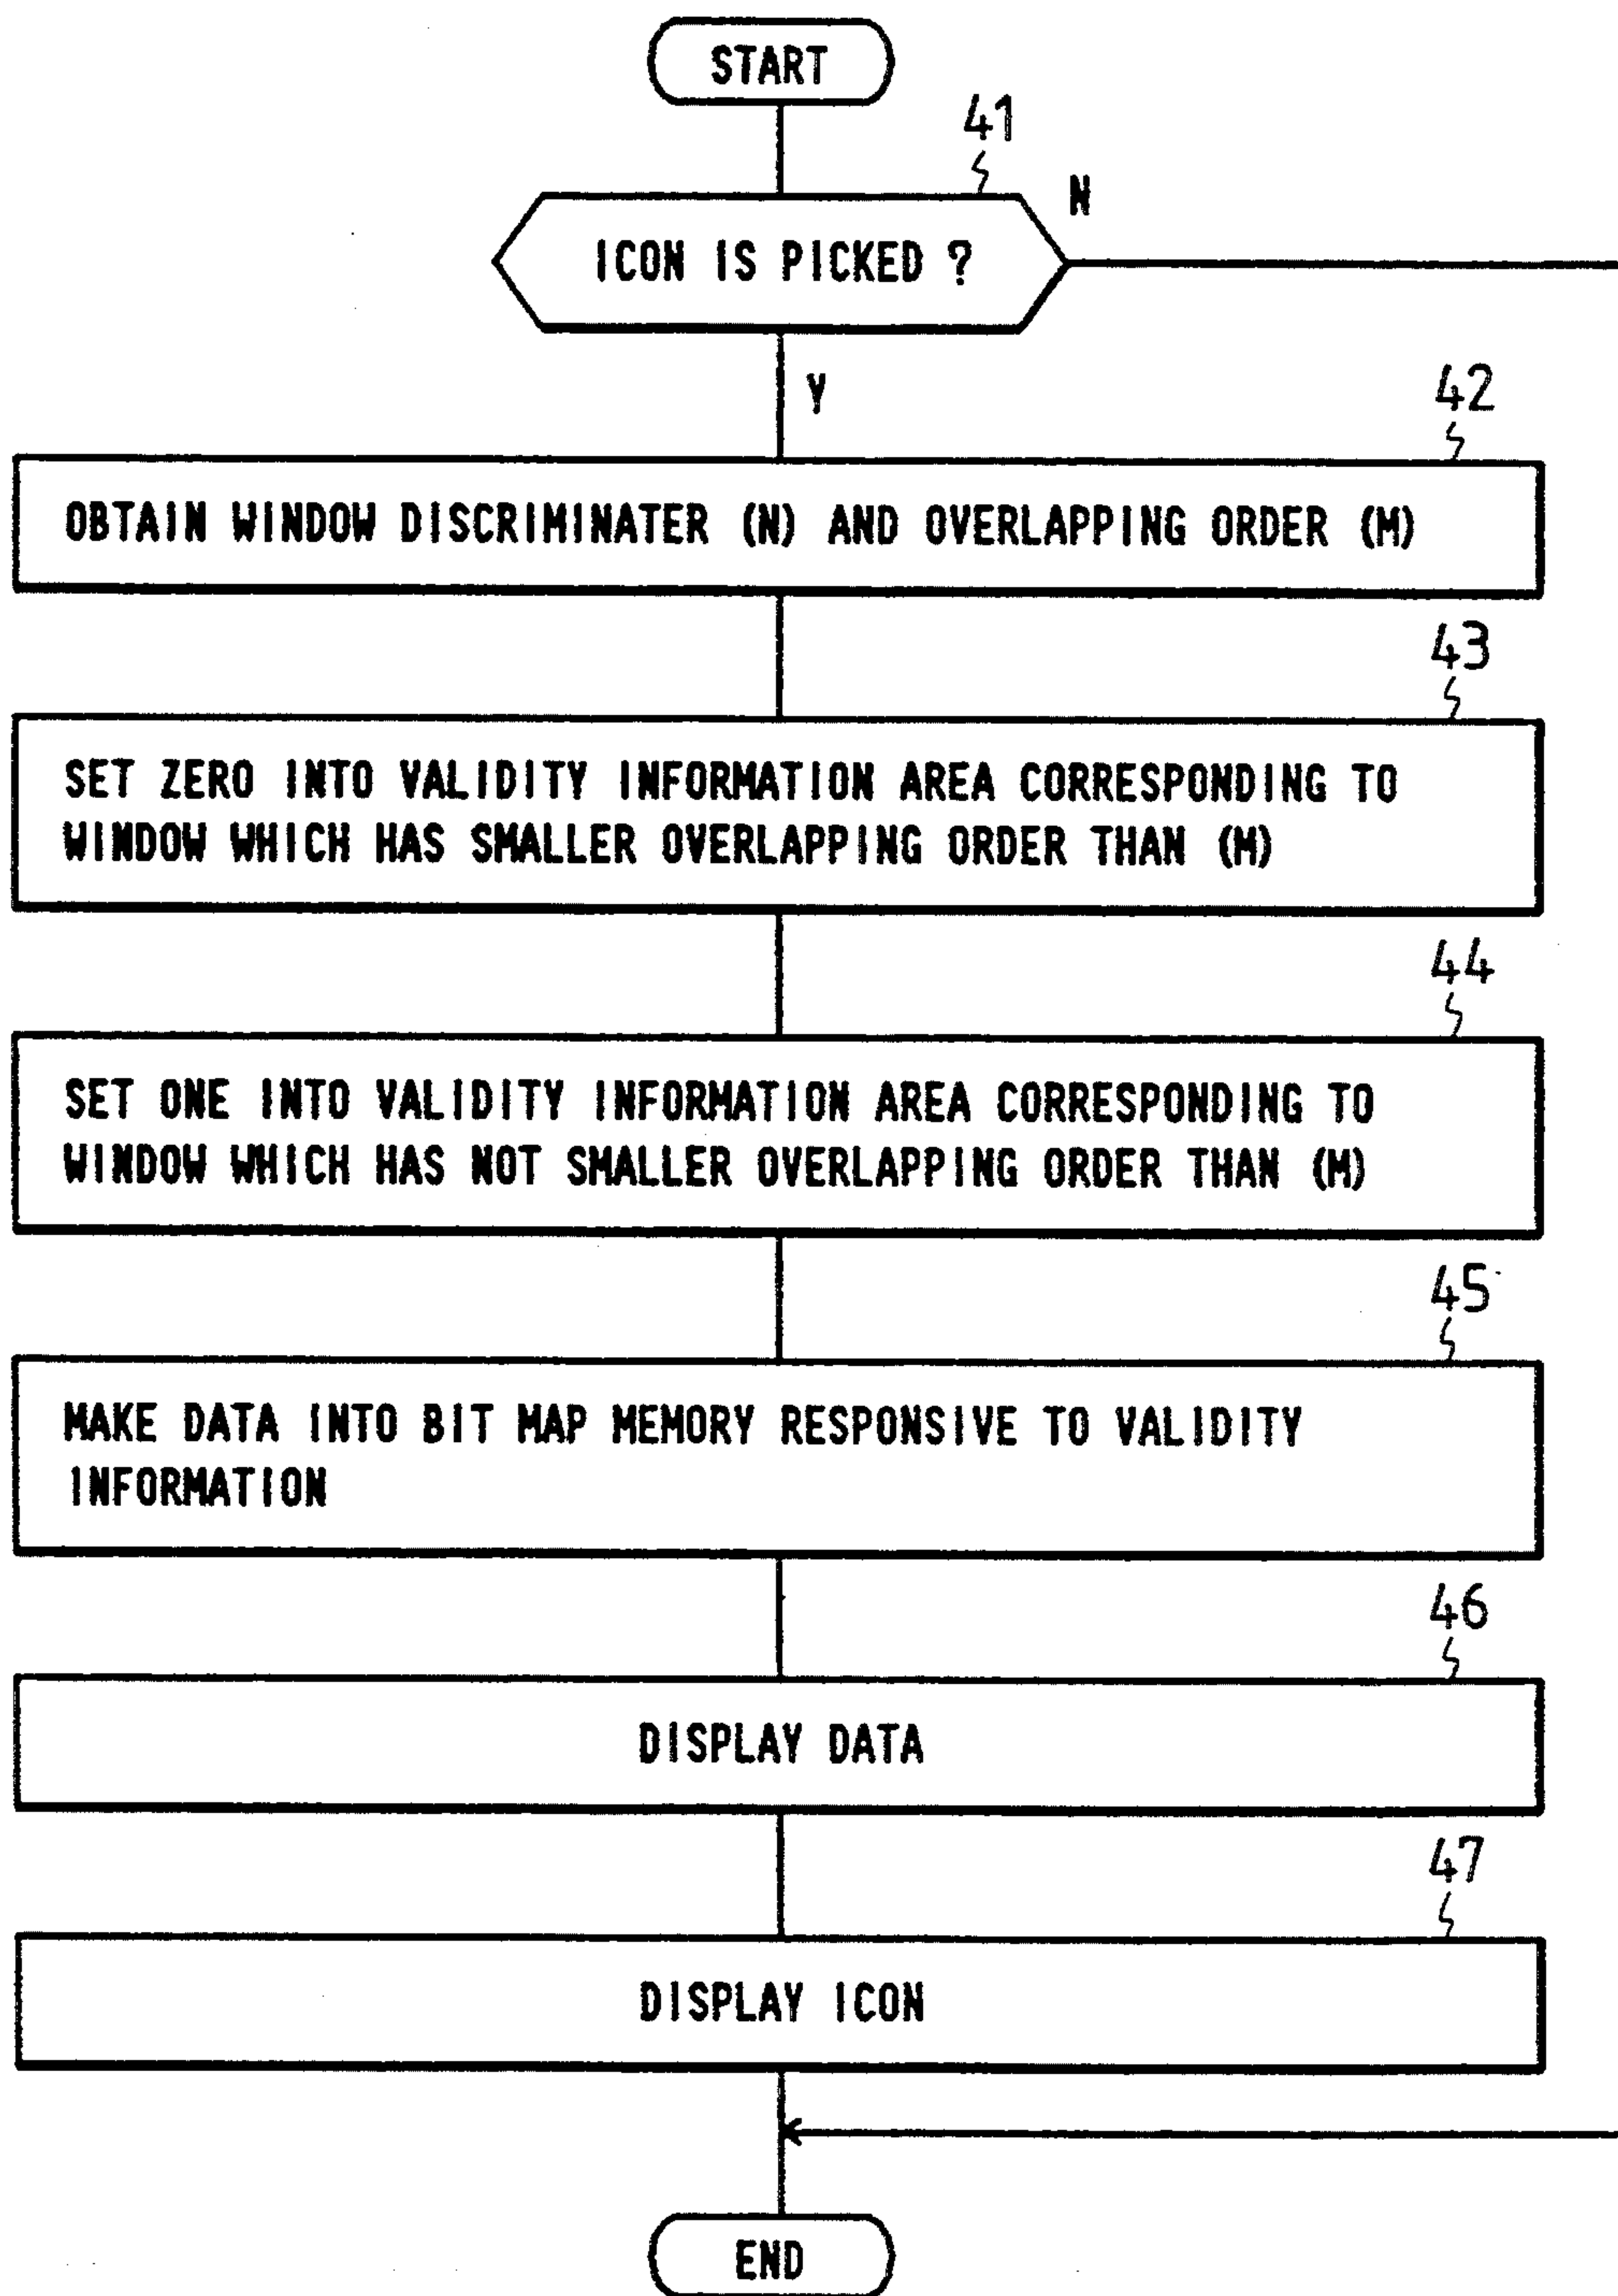 START
41
ICON IS PICKED ?
N
Y
42
OBTAIN WINDOW DISCRIMINATER (N) AND OVERLAPPING ORDER (M)
43
SET ZERO INTO VALIDITY INFORMATION AREA CORRESPONDING TO
WINDOW WHICH HAS SMALLER OVERLAPPING ORDER THAN (M)
44
SET ONE INTO VALIDITY INFORMATION AREA CORRESPONDING TO
WINDOW WHICH HAS NOT SMALLER OVERLAPPING ORDER THAN (M)
45
MAKE DATA INTO BIT MAP MEMORY RESPONSIVE TO VALIDITY
INFORMATION
46
DISPLAY DATA
47
DISPLAY ICON
END